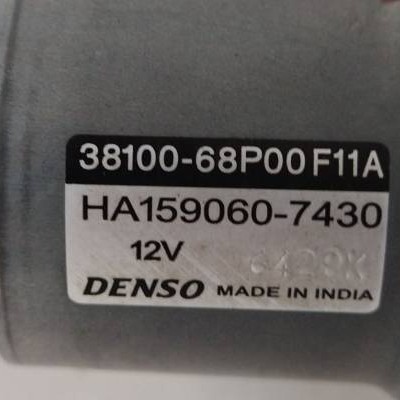 38100-68P00 F11A
HA159060-7430
12V
DENSO MADE IN INDIA